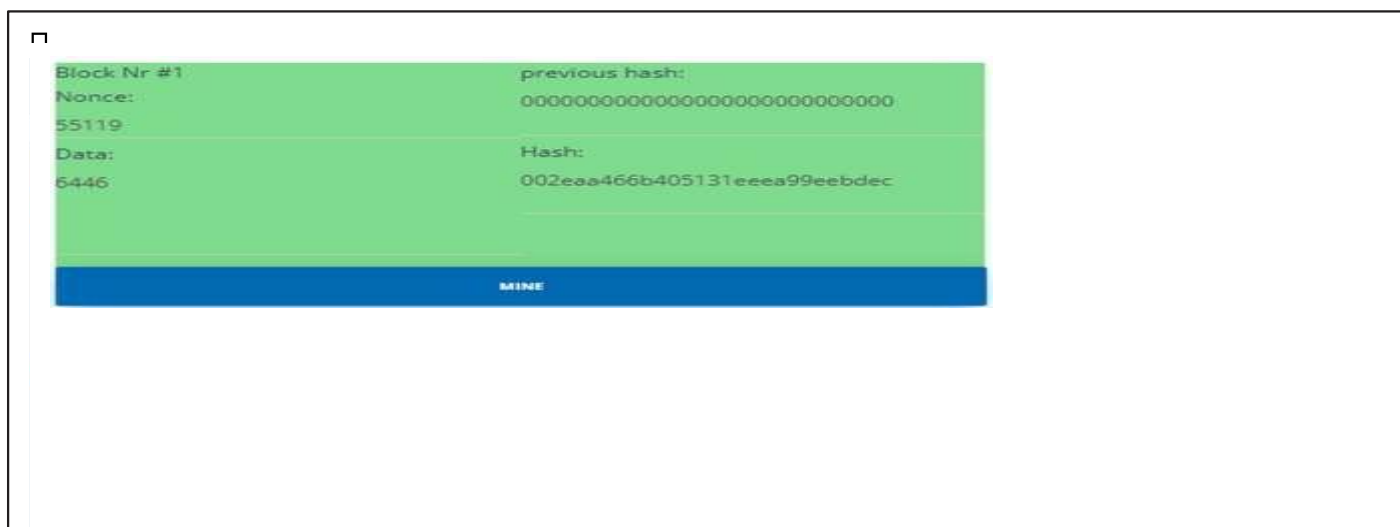 Block Nr #1
Nonce:
55119
Data:
6446
previous hash:
0000000000000000000000000000
Hash:
002eaa466b405131eeea99eebdec
MINE